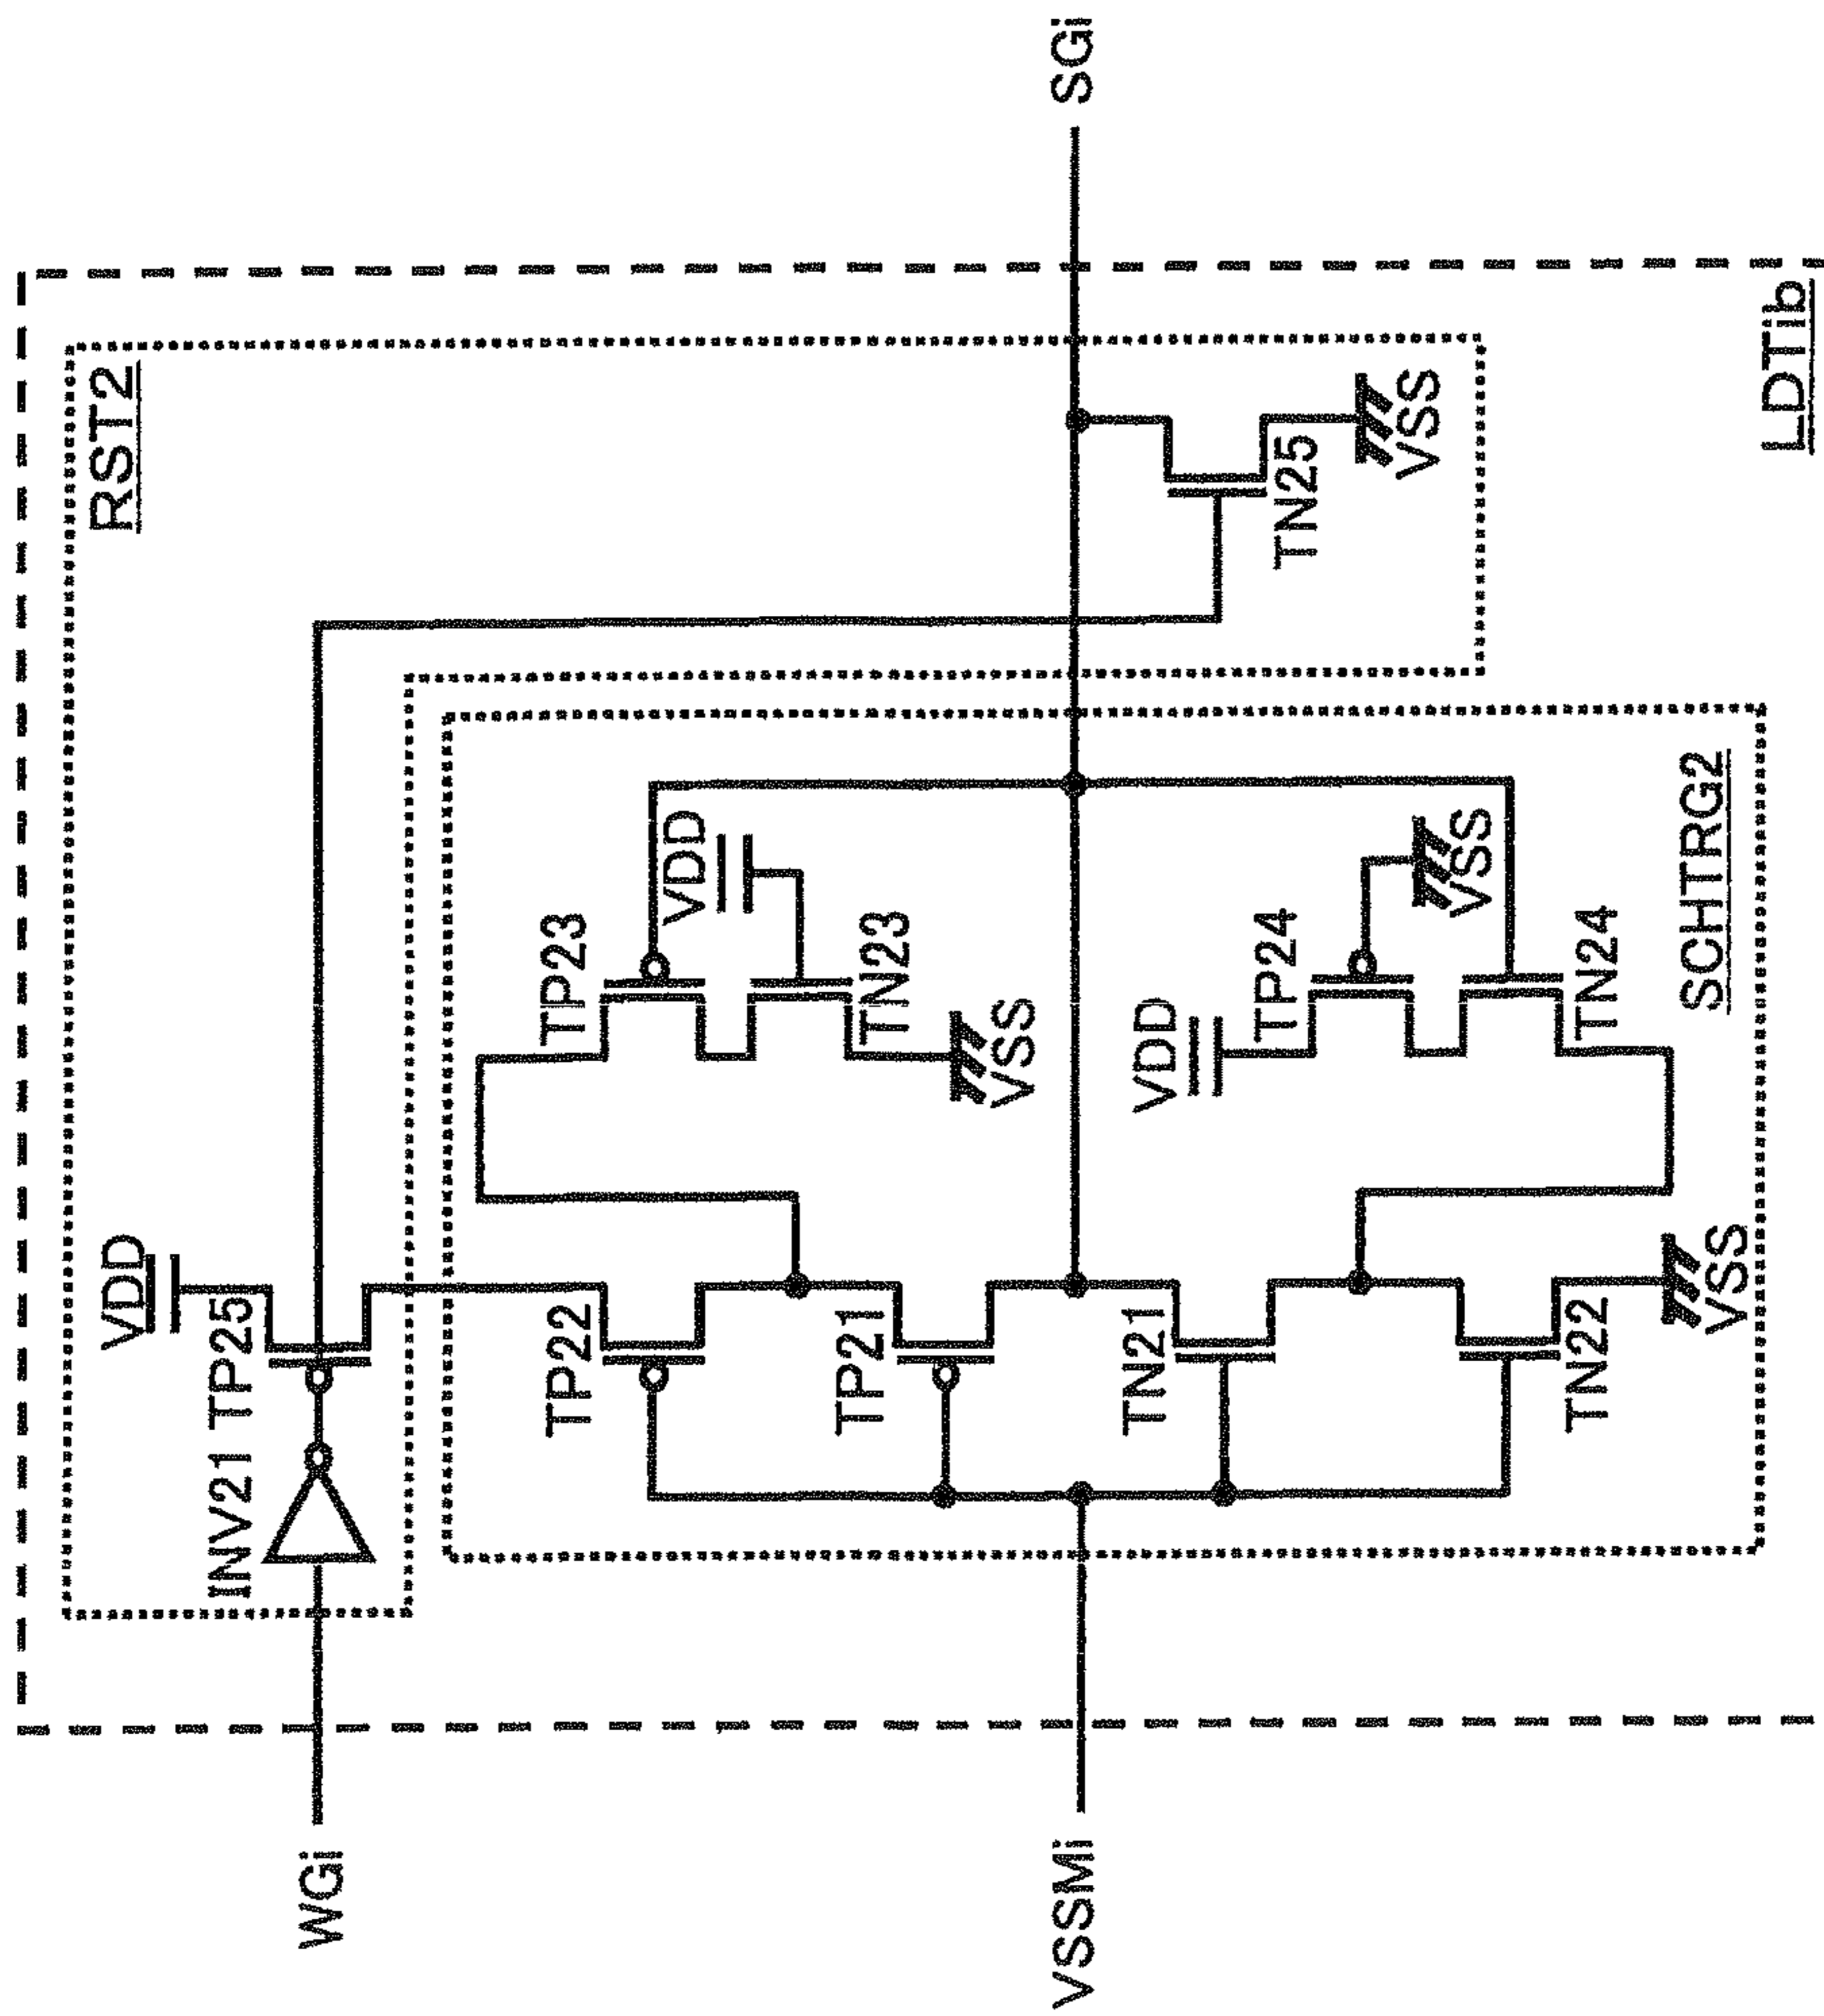 WGi
VSSMi
SGi
RST2
VDD
INV21 TP25
TP22
TP21
TN21
TN22
VSS
TP23
VDD
TN23
VSS
VDD
TP24
VSS
TN24
SCHTRG2
TN25
VSS
LDTib